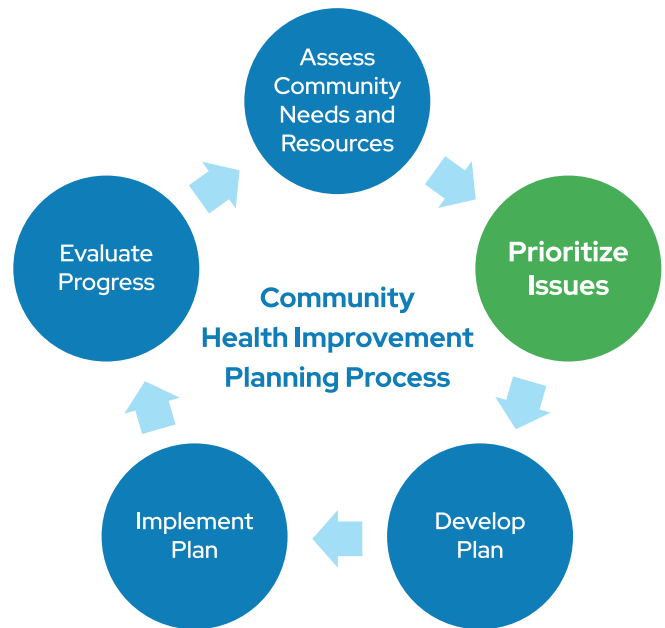 Assess
Community
Needs and
Resources
Prioritize
Issues
Develop
Plan
Implement
Plan
Evaluate
Progress
Community
Health Improvement
Planning Process